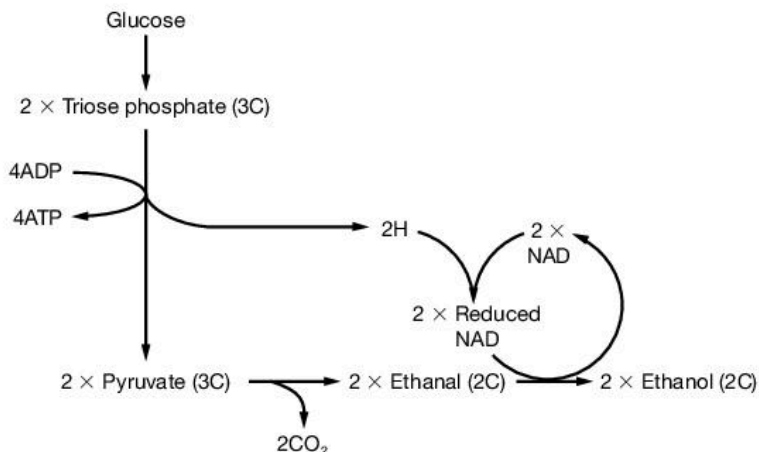 Glucose
2 × Triose phosphate (3C)
4ADP
4ATP
2H
2 ×
NAD
2 × Reduced
NAD
2 × Pyruvate (3C)
2 × Ethanal (2C)
2 × Ethanol (2C)
2CO₂